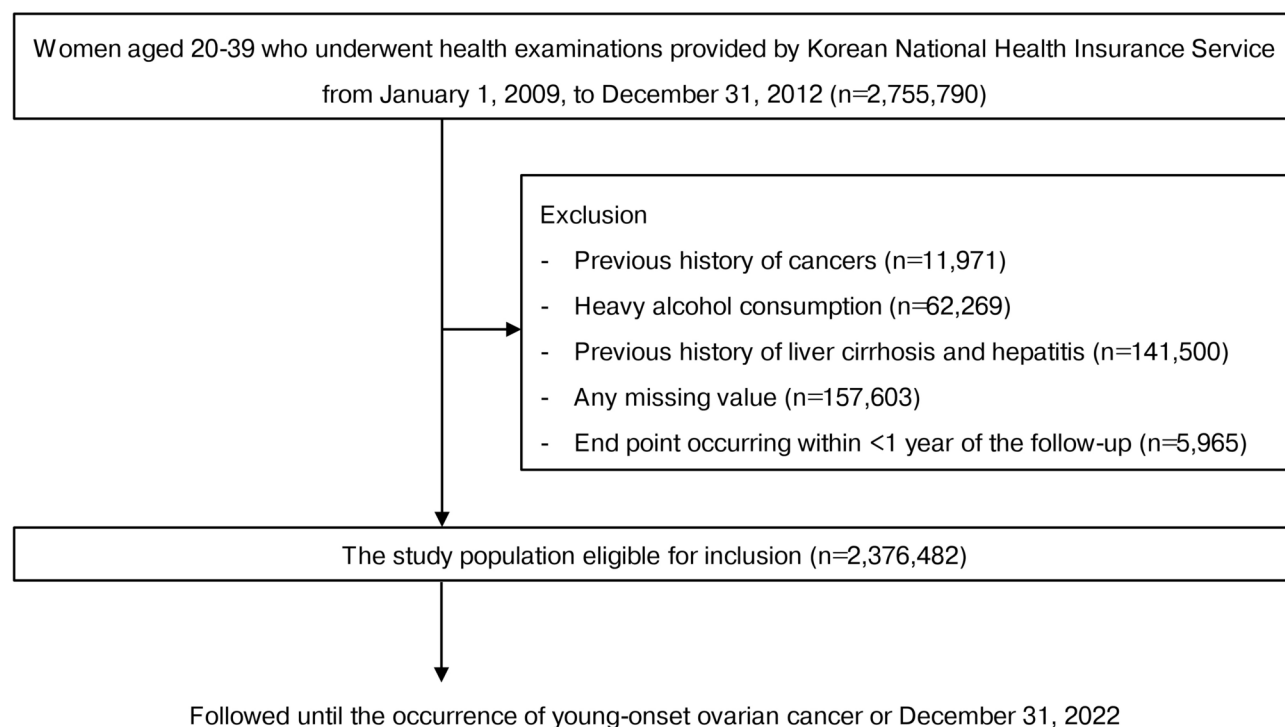 Women aged 20-39 who underwent health examinations provided by Korean National Health Insurance Service
from January 1, 2009, to December 31, 2012 (n=2,755,790)
Exclusion
- Previous history of cancers (n=11,971)
- Heavy alcohol consumption (n=62,269)
- Previous history of liver cirrhosis and hepatitis (n=141,500)
- Any missing value (n=157,603)
- End point occurring within <1 year of the follow-up (n=5,965)
The study population eligible for inclusion (n=2,376,482)
Followed until the occurrence of young-onset ovarian cancer or December 31, 2022